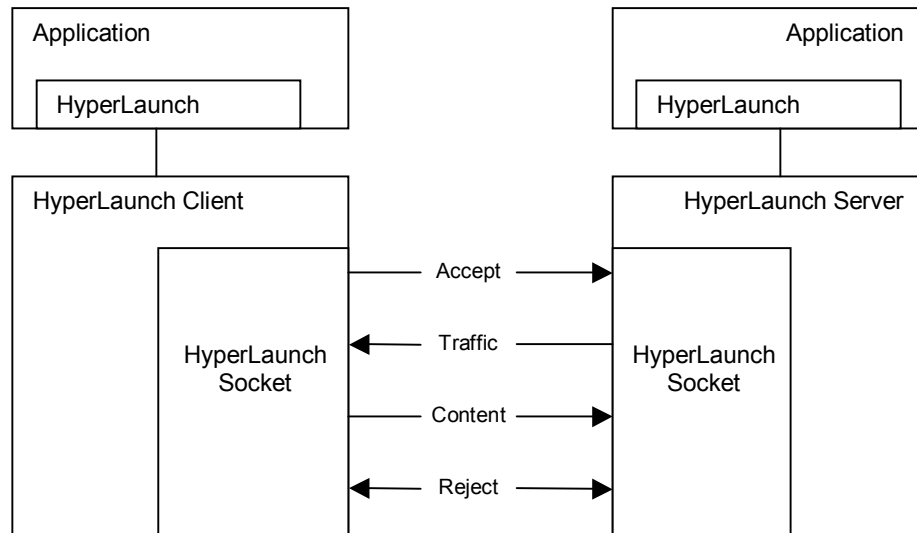 Application
Application
HyperLaunch
HyperLaunch
HyperLaunch Client
HyperLaunch Server
Accept
Traffic
HyperLaunch
Socket
HyperLaunch
Socket
Content
Reject